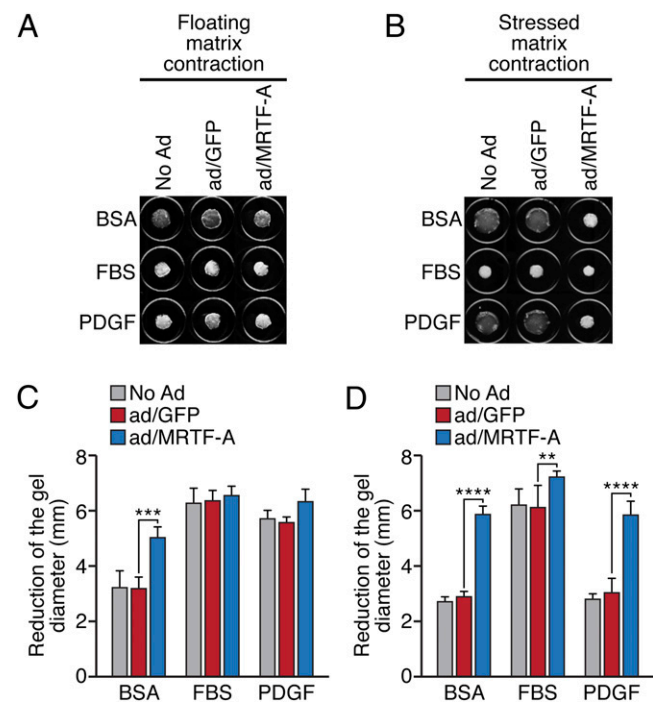 A
Floating
matrix
contraction
No Ad
ad/GFP
ad/MRTF-A
BSA
FBS
PDGF
B
Stressed
matrix
contraction
No Ad
ad/GFP
ad/MRTF-A
BSA
FBS
PDGF
C
No Ad
ad/GFP
ad/MRTF-A
Reduction of the gel
diameter (mm)
8
6
4
2
0
***
BSA FBS PDGF
D
No Ad
ad/GFP
ad/MRTF-A
Reduction of the gel
diameter (mm)
8
6
4
2
0
**** ** ****
BSA FBS PDGF